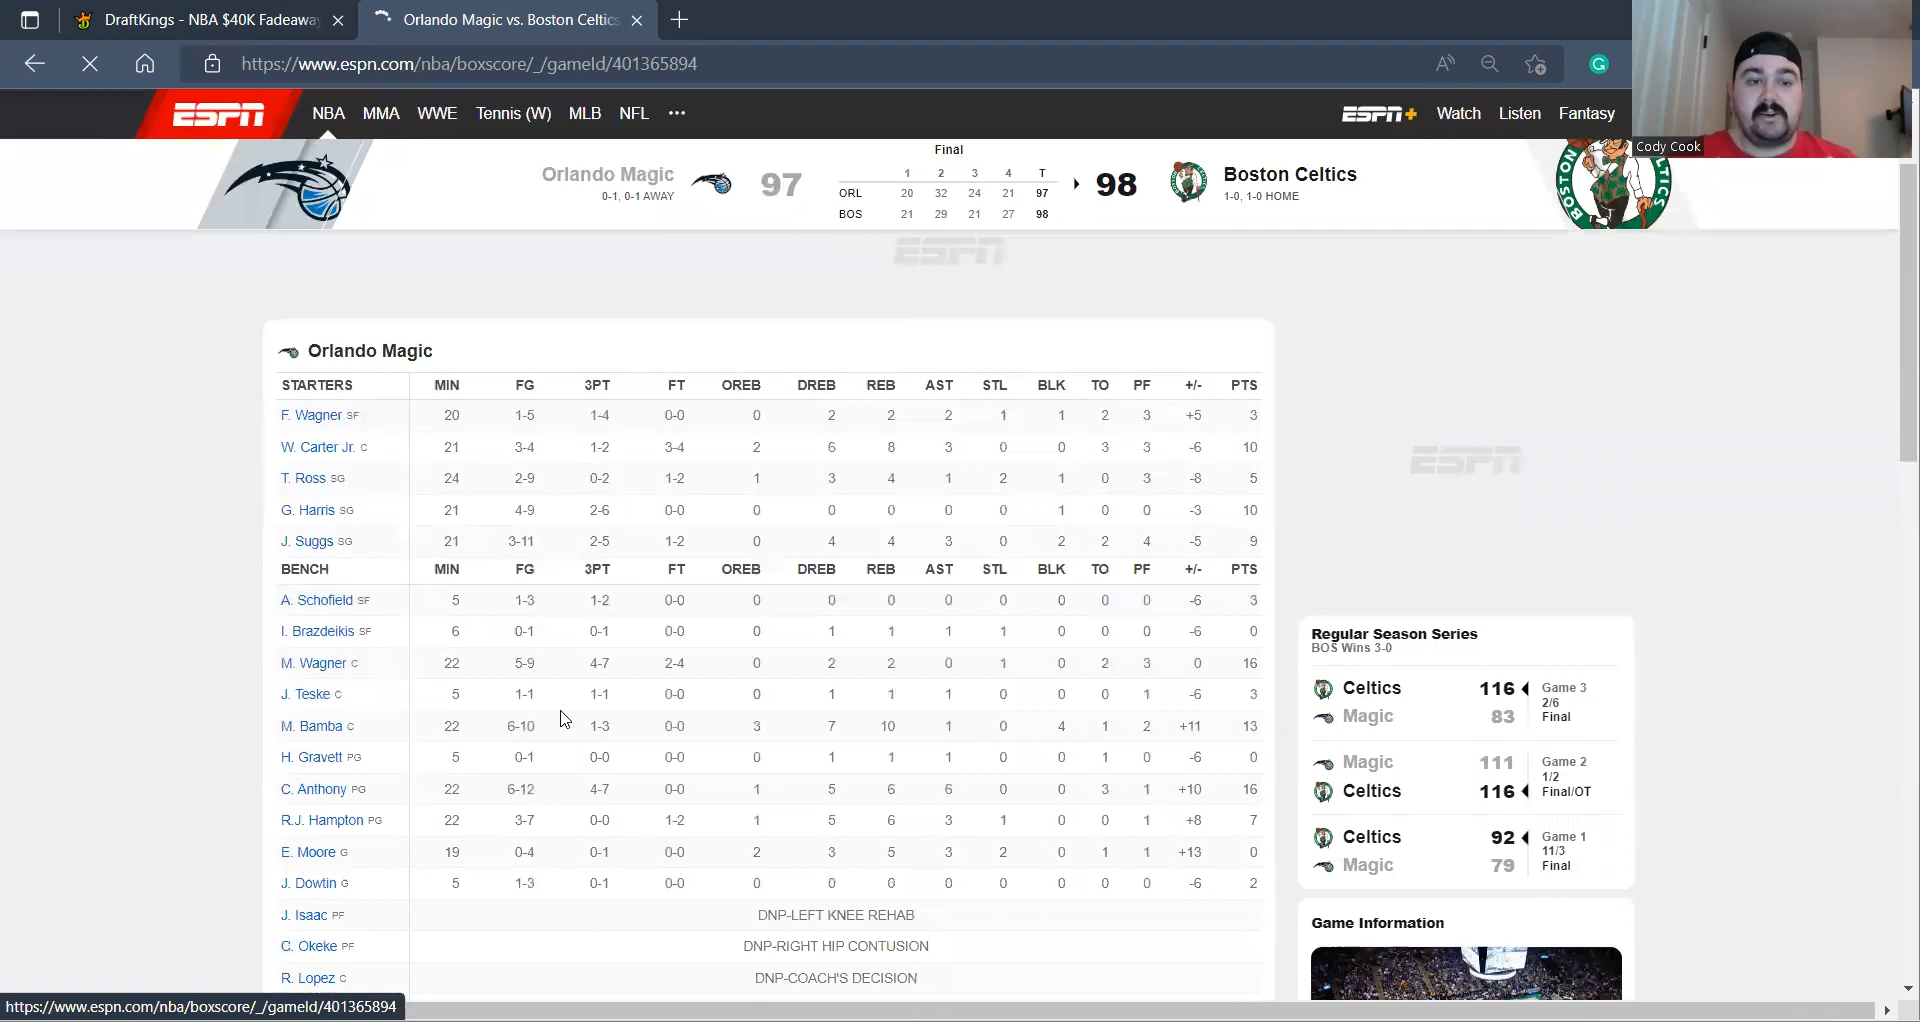 DraftKings - NBA $40K Fadeaway
Orlando Magic vs. Boston Celtics
https://www.espn.com/nba/boxscore/_/gameId/401365894
ESPN NBA MMA WWE Tennis (W) MLB NFL ••• ESPN+ Watch Listen Fantasy
Cody Cook
Final
Orlando Magic 97
0-1, 0-1 AWAY
1 2 3 4 T
ORL 20 32 24 21 97
BOS 21 29 21 27 98
98 Boston Celtics
1-0, 1-0 HOME
BOSTON CELTICS
ESPN
Orlando Magic
STARTERS MIN FG 3PT FT OREB DREB REB AST STL BLK TO PF +/- PTS
F. Wagner SF 20 1-5 1-4 0-0 0 2 2 2 1 1 2 3 +5 3
W. Carter Jr. C 21 3-4 1-2 3-4 2 6 8 3 0 0 3 3 -6 10
T. Ross SG 24 2-9 0-2 1-2 1 3 4 1 2 1 0 3 -8 5
G. Harris SG 21 4-9 2-6 0-0 0 0 0 0 0 1 0 0 -3 10
J. Suggs SG 21 3-11 2-5 1-2 0 4 4 3 0 2 2 4 -5 9
BENCH MIN FG 3PT FT OREB DREB REB AST STL BLK TO PF +/- PTS
A. Schofield SF 5 1-3 1-2 0-0 0 0 0 0 0 0 0 0 -6 3
I. Brazdeikis SF 6 0-1 0-1 0-0 0 1 1 1 1 0 0 0 -6 0
M. Wagner C 22 5-9 4-7 2-4 0 2 2 0 1 0 2 3 0 16
J. Teske C 5 1-1 1-1 0-0 0 1 1 1 0 0 0 1 -6 3
M. Bamba C 22 6-10 1-3 0-0 3 7 10 1 0 4 1 2 +11 13
H. Gravett PG 5 0-1 0-0 0-0 0 1 1 1 0 0 1 0 -6 0
C. Anthony PG 22 6-12 4-7 0-0 1 5 6 6 0 0 3 1 +10 16
R.J. Hampton PG 22 3-7 0-0 1-2 1 5 6 3 1 0 0 1 +8 7
E. Moore G 19 0-4 0-1 0-0 2 3 5 3 2 0 1 1 +13 0
J. Dowtin G 5 1-3 0-1 0-0 0 0 0 0 0 0 0 0 -6 2
J. Isaac PF DNP-LEFT KNEE REHAB
C. Okeke PF DNP-RIGHT HIP CONTUSION
R. Lopez C DNP-COACH'S DECISION
ESPN
Regular Season Series
BOS Wins 3-0
Celtics 116 Game 3
2/6
Magic 83 Final
Magic 111 Game 2
1/2
Celtics 116 Final/OT
Celtics 92 Game 1
11/3
Magic 79 Final
Game Information
https://www.espn.com/nba/boxscore/_/gameId/401365894